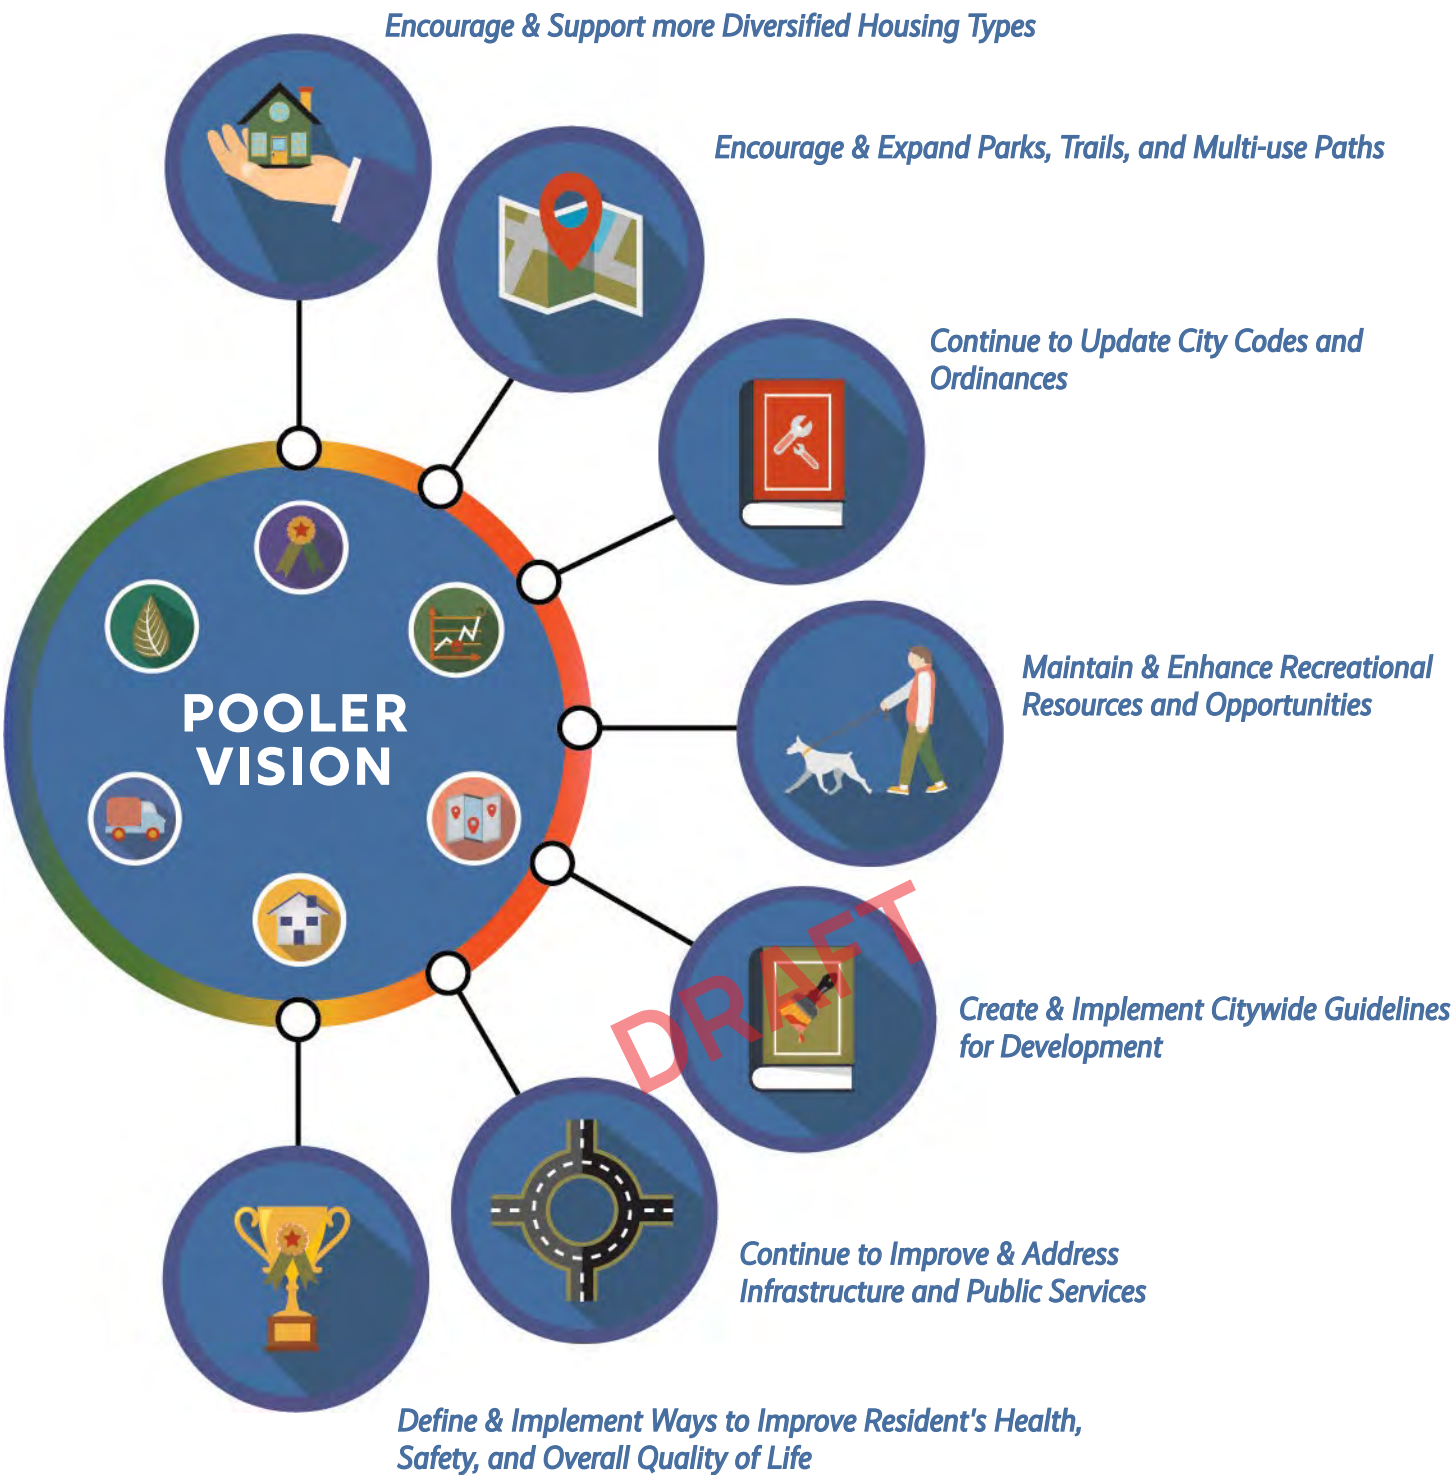 Encourage & Support more Diversified Housing Types
Encourage & Expand Parks, Trails, and Multi-use Paths
Continue to Update City Codes and
Ordinances
Maintain & Enhance Recreational
Resources and Opportunities
POOLER
VISION
DRAFT
Create & Implement Citywide Guidelines
for Development
Continue to Improve & Address
Infrastructure and Public Services
Define & Implement Ways to Improve Resident's Health,
Safety, and Overall Quality of Life